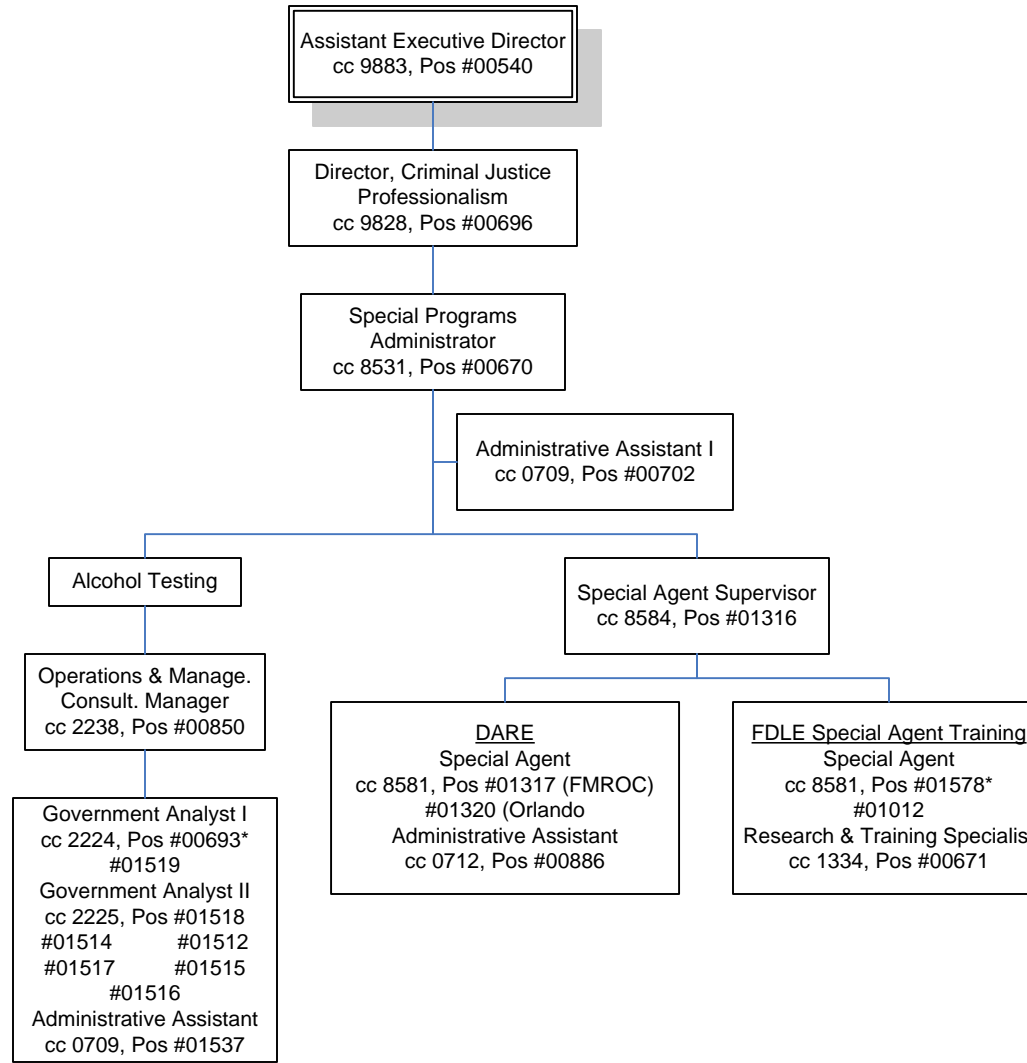 Assistant Executive Director
cc 9883, Pos #00540
Director, Criminal Justice
Professionalism
cc 9828, Pos #00696
Special Programs
Administrator
cc 8531, Pos #00670
Administrative Assistant I
cc 0709, Pos #00702
Alcohol Testing
Operations & Manage.
Consult. Manager
cc 2238, Pos #00850
Government Analyst I
cc 2224, Pos #00693*
#01519
Government Analyst II
cc 2225, Pos #01518
#01514 #01512
#01517 #01515
#01516
Administrative Assistant
cc 0709, Pos #01537
Special Agent Supervisor
cc 8584, Pos #01316
DARE
Special Agent
cc 8581, Pos #01317 (FMROC)
#01320 (Orlando
Administrative Assistant
cc 0712, Pos #00886
FDLE Special Agent Training
Special Agent
cc 8581, Pos #01578*
#01012
Research & Training Specialis
cc 1334, Pos #00671